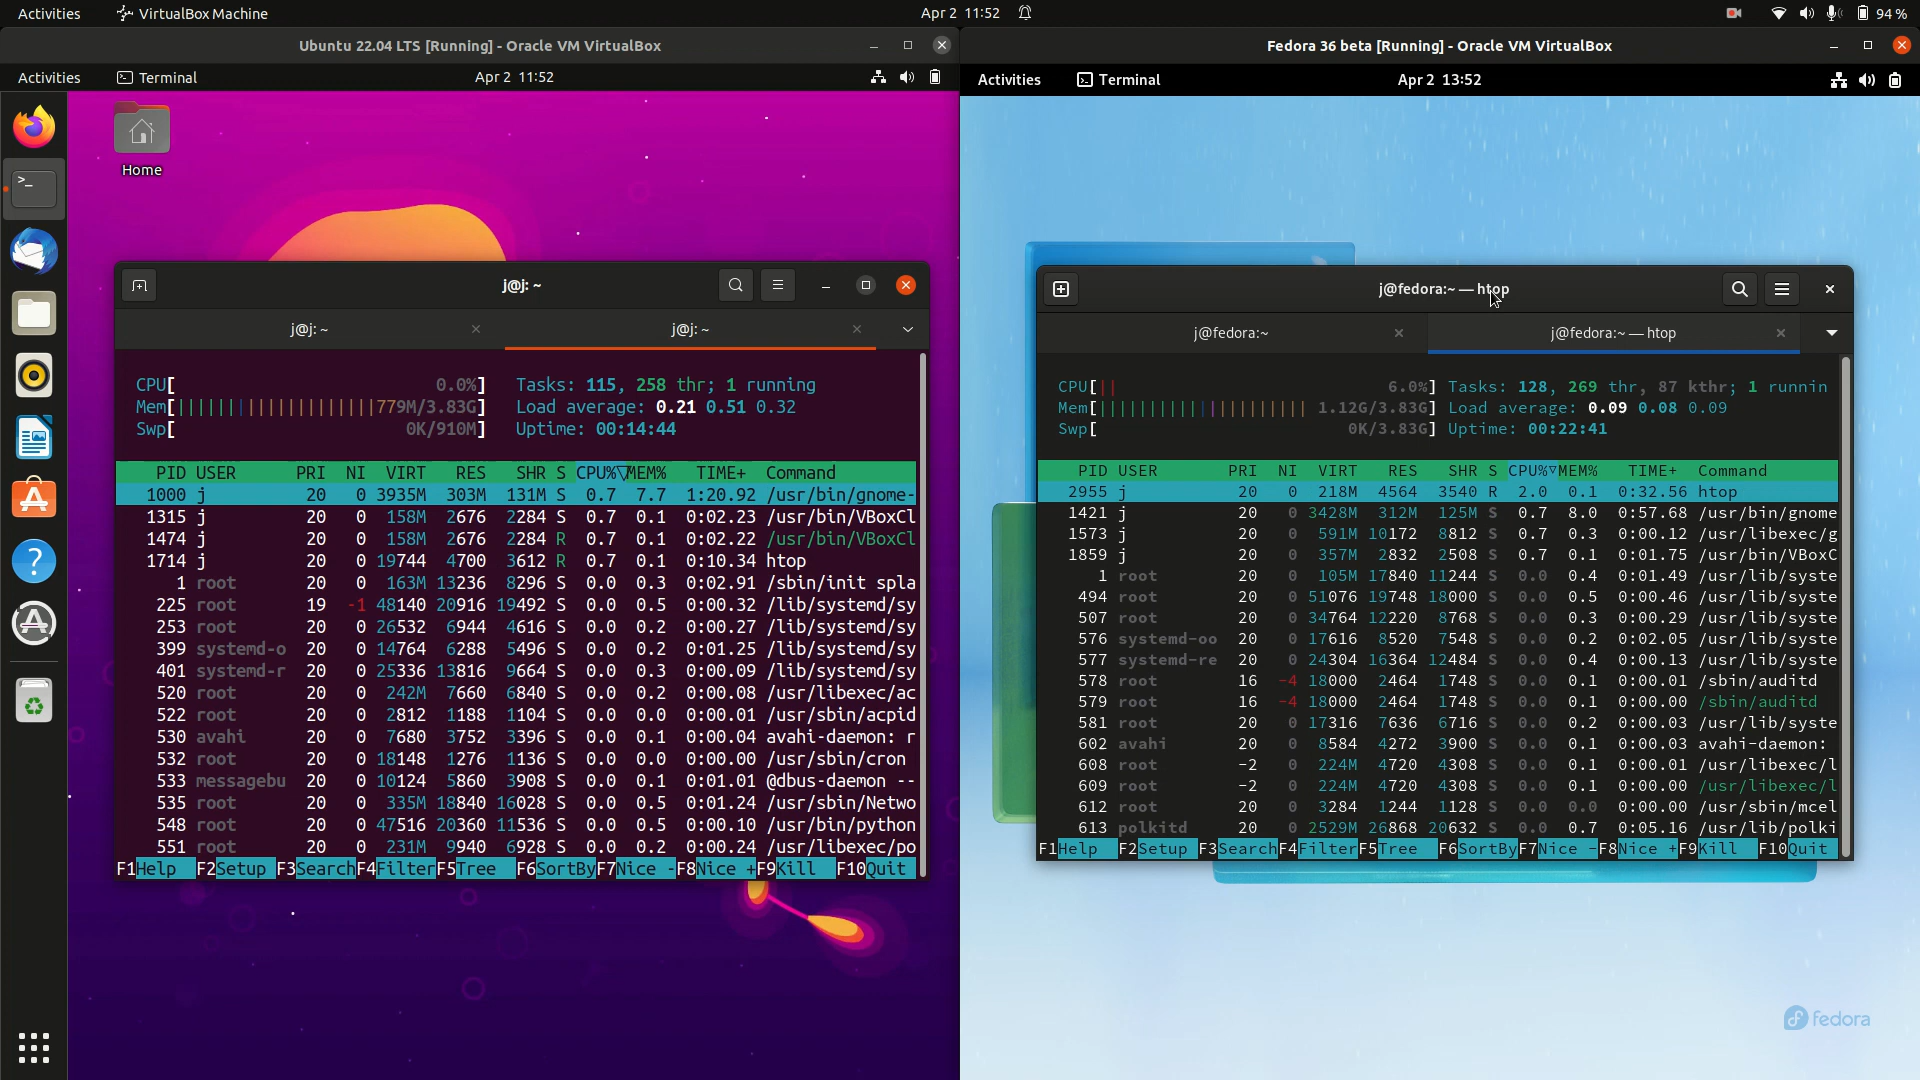 Activities VirtualBox Machine Apr 2 11:52 94 %
Ubuntu 22.04 LTS [Running] - Oracle VM VirtualBox
Activities Terminal Apr 2 11:52
Home
j@j: ~
j@j: ~ j@j: ~
CPU[ 0.0%] Tasks: 115, 258 thr; 1 running
Mem[|||||||||||||||||||||779M/3.83G] Load average: 0.21 0.51 0.32
Swp[ 0K/910M] Uptime: 00:14:44
PID USER PRI NI VIRT RES SHR S CPU%▽MEM% TIME+ Command
1000 j 20 0 3935M 303M 131M S 0.7 7.7 1:20.92 /usr/bin/gnome-
1315 j 20 0 158M 2676 2284 S 0.7 0.1 0:02.23 /usr/bin/VBoxCl
1474 j 20 0 158M 2676 2284 R 0.7 0.1 0:02.22 /usr/bin/VBoxCl
1714 j 20 0 19744 4700 3612 R 0.7 0.1 0:10.34 htop
1 root 20 0 163M 13236 8296 S 0.0 0.3 0:02.91 /sbin/init spla
225 root 19 -1 48140 20916 19492 S 0.0 0.5 0:00.32 /lib/systemd/sy
253 root 20 0 26532 6944 4616 S 0.0 0.2 0:00.27 /lib/systemd/sy
399 systemd-o 20 0 14764 6288 5496 S 0.0 0.2 0:01.25 /lib/systemd/sy
401 systemd-r 20 0 25336 13816 9664 S 0.0 0.3 0:00.09 /lib/systemd/sy
520 root 20 0 242M 7660 6840 S 0.0 0.2 0:00.08 /usr/libexec/ac
522 root 20 0 2812 1188 1104 S 0.0 0.0 0:00.01 /usr/sbin/acpid
530 avahi 20 0 7680 3752 3396 S 0.0 0.1 0:00.04 avahi-daemon: r
532 root 20 0 18148 1276 1136 S 0.0 0.0 0:00.00 /usr/sbin/cron
533 messagebu 20 0 10124 5860 3908 S 0.0 0.1 0:01.01 @dbus-daemon --
535 root 20 0 335M 18840 16028 S 0.0 0.5 0:01.24 /usr/sbin/Netwo
548 root 20 0 47516 20360 11536 S 0.0 0.5 0:00.10 /usr/bin/python
551 root 20 0 231M 9940 6928 S 0.0 0.2 0:00.24 /usr/libexec/po
F1Help F2Setup F3SearchF4FilterF5Tree F6SortByF7Nice -F8Nice +F9Kill F10Quit
Fedora 36 beta [Running] - Oracle VM VirtualBox
Activities Terminal Apr 2 13:52
j@fedora:~ — htop
j@fedora:~ j@fedora:~ — htop
CPU[|| 6.0%] Tasks: 128, 269 thr, 87 kthr; 1 runnin
Mem[||||||||||||||||||||| 1.12G/3.83G] Load average: 0.09 0.08 0.09
Swp[ 0K/3.83G] Uptime: 00:22:41
PID USER PRI NI VIRT RES SHR S CPU%▽MEM% TIME+ Command
2955 j 20 0 218M 4564 3540 R 2.0 0.1 0:32.56 htop
1421 j 20 0 3428M 312M 125M S 0.7 8.0 0:57.68 /usr/bin/gnome
1573 j 20 0 591M 10172 8812 S 0.7 0.3 0:00.12 /usr/libexec/g
1859 j 20 0 357M 2832 2508 S 0.7 0.1 0:01.75 /usr/bin/VBoxC
1 root 20 0 105M 17840 11244 S 0.0 0.4 0:01.49 /usr/lib/syste
494 root 20 0 51076 19748 18000 S 0.0 0.5 0:00.46 /usr/lib/syste
507 root 20 0 34764 12220 8768 S 0.0 0.3 0:00.29 /usr/lib/syste
576 systemd-oo 20 0 17616 8520 7548 S 0.0 0.2 0:02.05 /usr/lib/syste
577 systemd-re 20 0 24304 16364 12484 S 0.0 0.4 0:00.13 /usr/lib/syste
578 root 16 -4 18000 2464 1748 S 0.0 0.1 0:00.01 /sbin/auditd
579 root 16 -4 18000 2464 1748 S 0.0 0.1 0:00.00 /sbin/auditd
581 root 20 0 17316 7636 6716 S 0.0 0.2 0:00.03 /usr/lib/syste
602 avahi 20 0 8584 4272 3900 S 0.0 0.1 0:00.03 avahi-daemon:
608 root -2 0 224M 4720 4308 S 0.0 0.1 0:00.01 /usr/libexec/l
609 root -2 0 224M 4720 4308 S 0.0 0.1 0:00.00 /usr/libexec/l
612 root 20 0 3284 1244 1128 S 0.0 0.0 0:00.00 /usr/sbin/mcel
613 polkitd 20 0 2529M 26868 20632 S 0.0 0.7 0:05.16 /usr/lib/polki
F1Help F2Setup F3SearchF4FilterF5Tree F6SortByF7Nice -F8Nice +F9Kill F10Quit
fedora